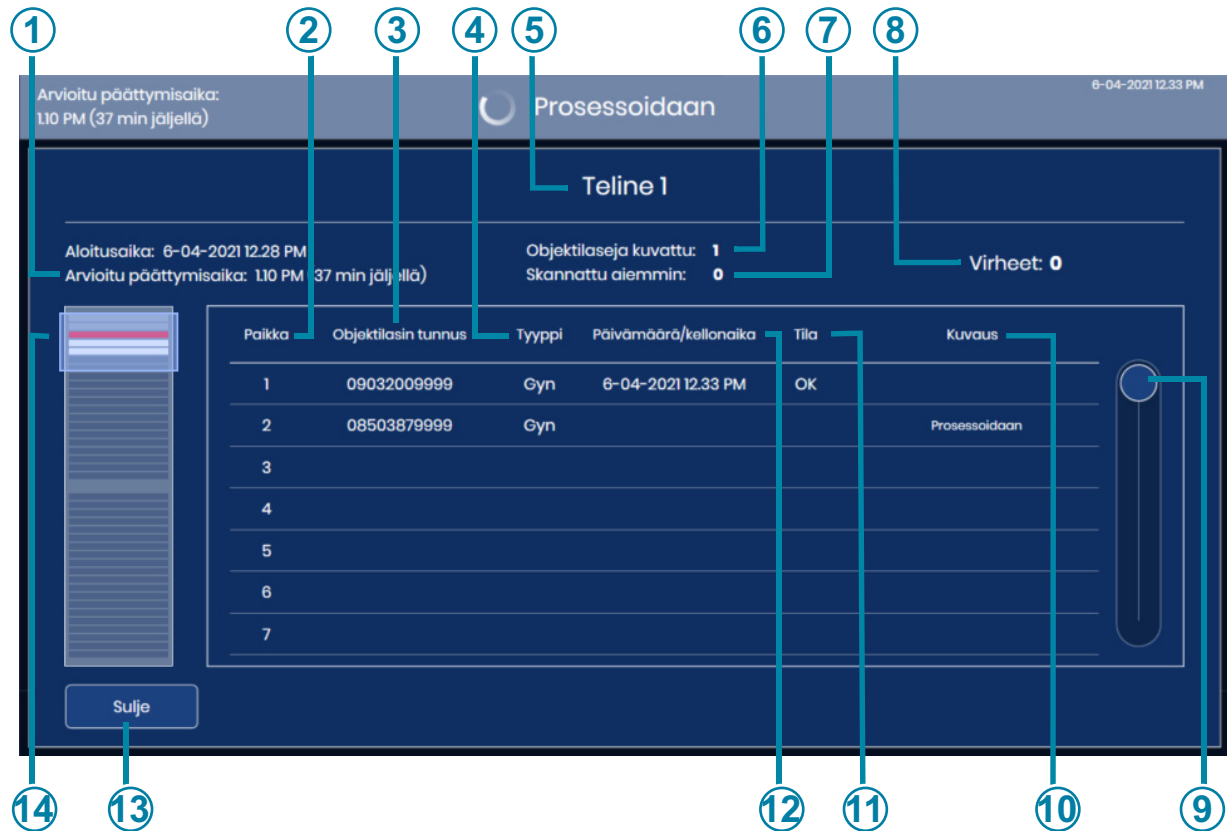 1 2 3 4 5 6 7 8
Arvioitu päättymisaika:
1.10 PM (37 min jäljellä)
Prosessoidaan
6-04-2021 12.33 PM
Teline 1
Aloitusaika: 6-04-2021 12.28 PM
Arvioitu päättymisaika: 1.10 PM (37 min jäljellä)
Objektilaseja kuvattu: 1
Skannattu aiemmin: 0
Virheet: 0
Paikka Objektilasin tunnus Tyyppi Päivämäärä/kellonaika Tila Kuvaus
1 09032009999 Gyn 6-04-2021 12.33 PM OK
2 08503879999 Gyn Prosessoidaan
3
4
5
6
7
Sulje
14 13 12 11 10 9